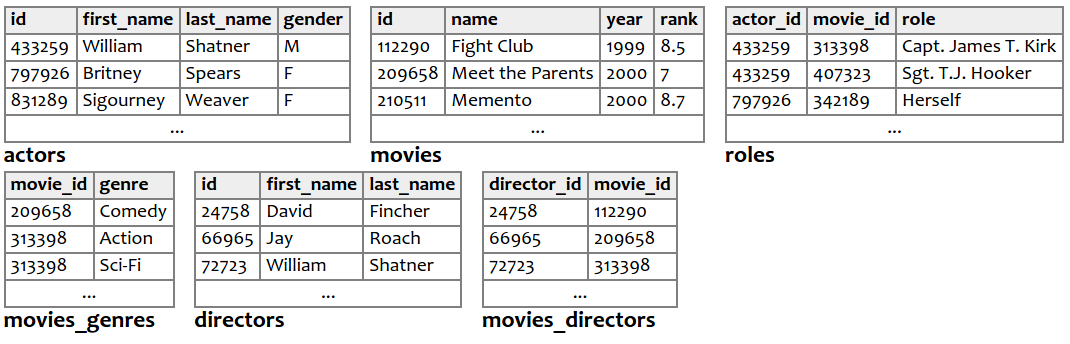 id first_name last_name gender
433259 William Shatner M
797926 Britney Spears F
831289 Sigourney Weaver F
...
actors
id name year rank
112290 Fight Club 1999 8.5
209658 Meet the Parents 2000 7
210511 Memento 2000 8.7
...
movies
actor_id movie_id role
433259 313398 Capt. James T. Kirk
433259 407323 Sgt. T.J. Hooker
797926 342189 Herself
...
roles
movie_id genre
209658 Comedy
313398 Action
313398 Sci-Fi
...
movies_genres
id first_name last_name
24758 David Fincher
66965 Jay Roach
72723 William Shatner
...
directors
director_id movie_id
24758 112290
66965 209658
72723 313398
...
movies_directors